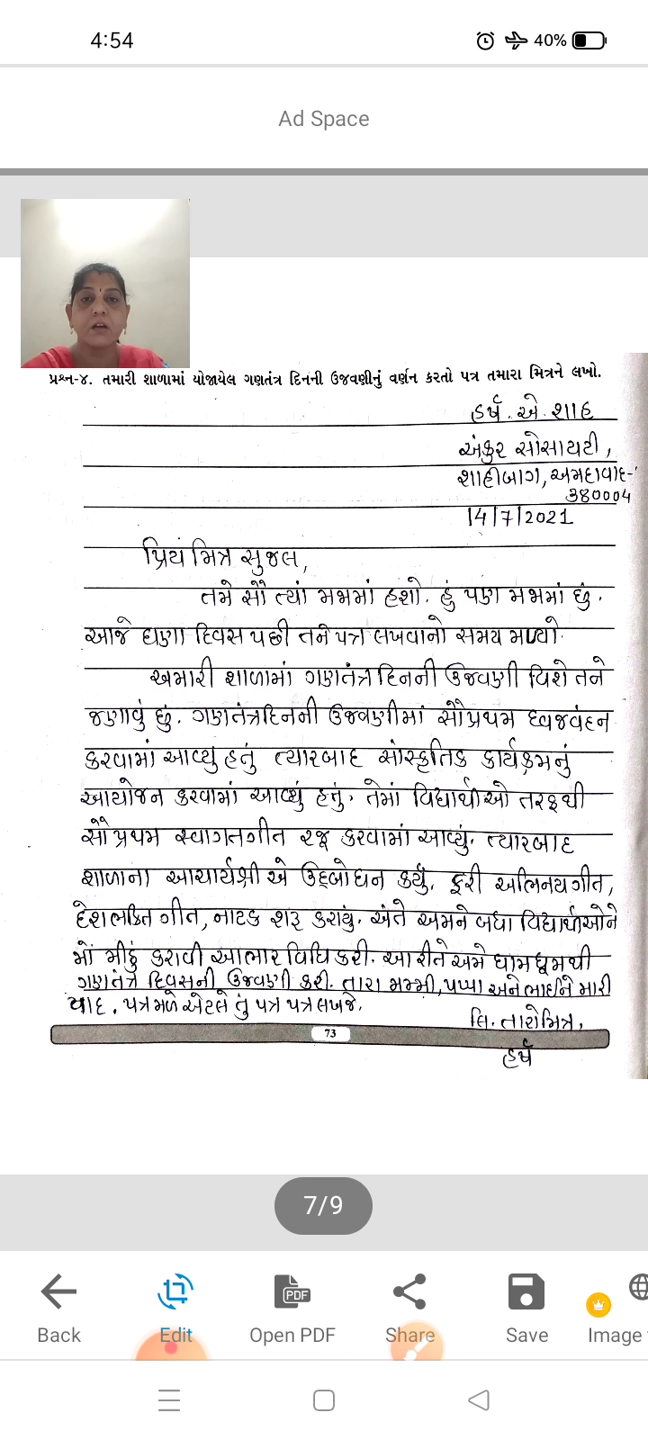 4:54
40%
Ad Space
પ્રશ્ન-૪. તમારી શાળામાં યોજાયેલ ગણતંત્ર દિનની ઉજવણીનું વર્ણન કરતો પત્ર તમારા મિત્રને લખો.
હર્ષ. એ. શાહ
અંકુર સોસાયટી,
શાહીબાગ, અમદાવાદ-
380004
14/7/2021
પ્રિય મિત્ર સુજલ,
તમે સૌ ત્યાં મજામાં હશો. હું પણ મજામાં છું.
આજે ઘણા દિવસ પછી તને પત્ર લખવાનો સમય મળ્યો.
અમારી શાળામાં ગણતંત્ર દિનની ઉજવણી વિશે તને
જણાવું છું. ગણતંત્રદિનની ઉજવણીમાં સૌપ્રથમ ધ્વજવંદન
કરવામાં આવ્યું હતું ત્યારબાદ સાંસ્કૃતિક કાર્યક્રમનું
આયોજન કરવામાં આવ્યું હતું. તેમાં વિદ્યાર્થીઓ તરફથી
સૌ પ્રથમ સ્વાગતગીત રજૂ કરવામાં આવ્યું. ત્યારબાદ
શાળાના આચાર્યશ્રી એ ઉદ્દબોધન કર્યું. ફરી અભિનયગીત,
દેશભક્તિ ગીત, નાટક શરૂ કરાવ્યું. અંતે અમને બધા વિદ્યાર્થીઓને
મોં મીઠું કરાવી આભાર વિધિ કરી. આ રીતે અમે ધામધૂમથી
ગણતંત્ર દિવસની ઉજવણી કરી. તારા મમ્મી, પપ્પા અને ભાઈને મારી
યાદ. પત્ર મળે એટલે તું પત્ર પત્ર લખજે.
લિ. તારો મિત્ર,
73
હર્ષ
7/9
Back
Edit
PDF
Open PDF
Share
Save
Image